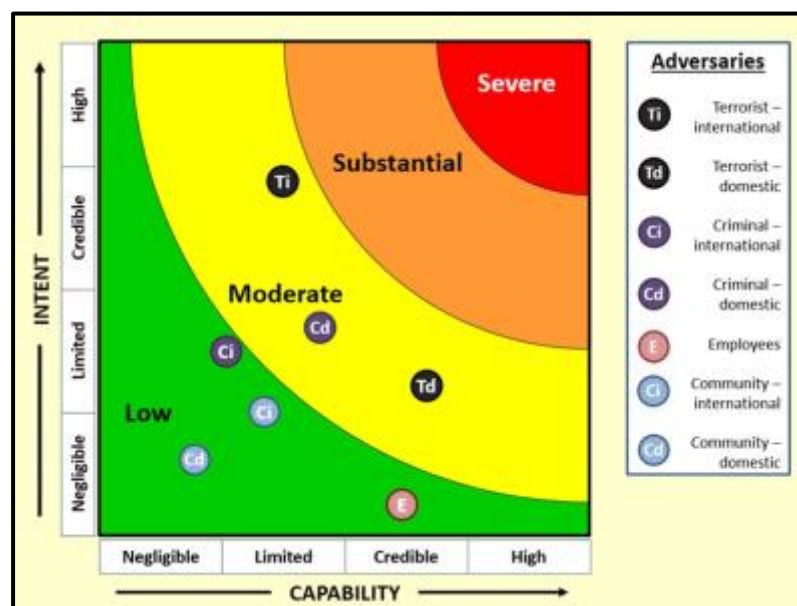 INTENT
High
Credible
Limited
Negligible
Severe
Substantial
Moderate
Low
Ti
Cd
Ci
Td
Ci
Cd
E
Negligible
Limited
Credible
High
CAPABILITY
Adversaries
Ti
Terrorist –
international
Td
Terrorist –
domestic
Ci
Criminal –
international
Cd
Criminal –
domestic
E
Employees
Ci
Community –
international
Cd
Community –
domestic